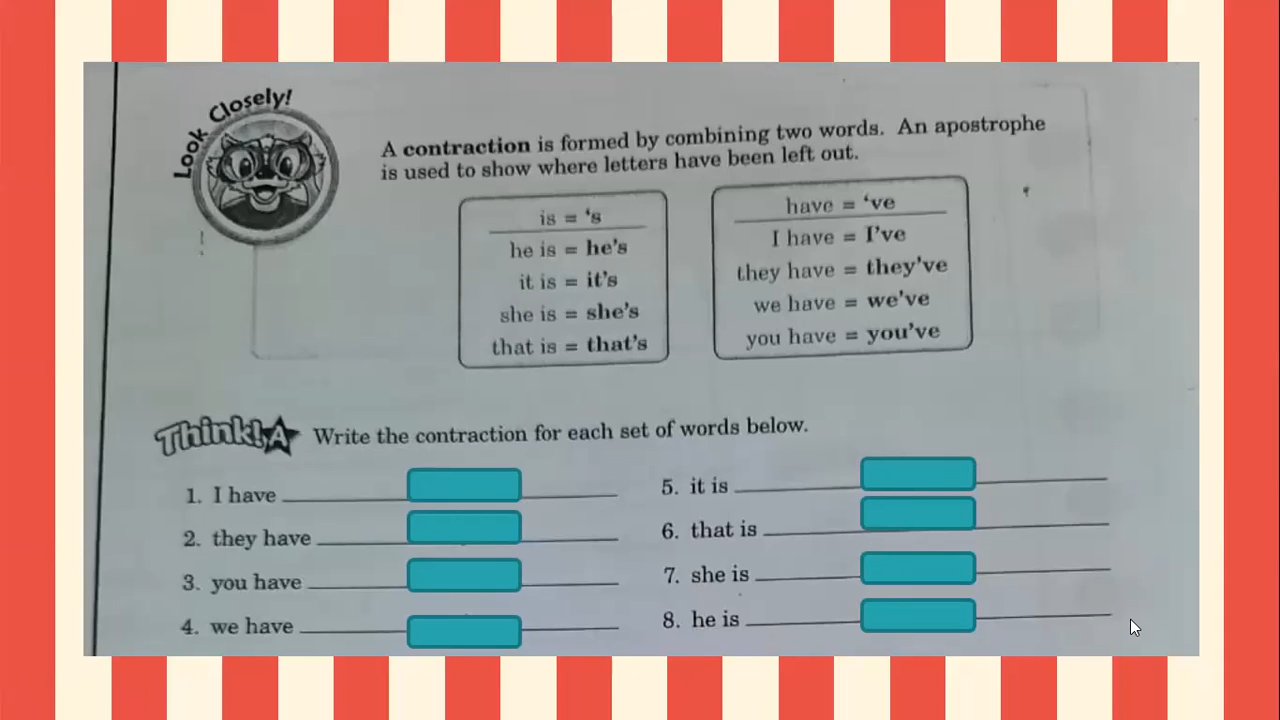 Look Closely!
A contraction is formed by combining two words. An apostrophe
is used to show where letters have been left out.
is = ‘s
he is = he’s
it is = it’s
she is = she’s
that is = that’s
have = ‘ve
I have = I’ve
they have = they’ve
we have = we’ve
you have = you’ve
Think! A Write the contraction for each set of words below.
1. I have
2. they have
3. you have
4. we have
5. it is
6. that is
7. she is
8. he is